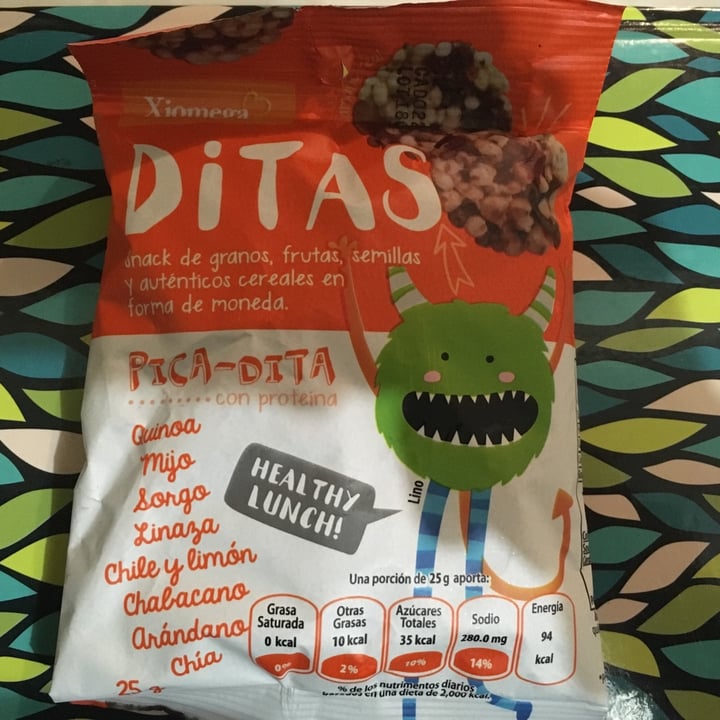 Xiomega
DiTAS
Snack de granos, frutas, semillas
y auténticos cereales en
forma de moneda.
PICA-DITA
con proteína
Quinoa
Mijo
Sorgo
Linaza
Chile y limón
Chabacano
Arándano
Chía
25 g
HEALTHY
LUNCH!
Lino
Una porción de 25 g aporta:
Grasa Saturada 0 kcal 0%
Otras Grasas 10 kcal 2%
Azúcares Totales 35 kcal 10%
Sodio 280.0 mg 14%
Energía 94 kcal
% de los nutrimentos diarios
basados en una dieta de 2,000 kcal.